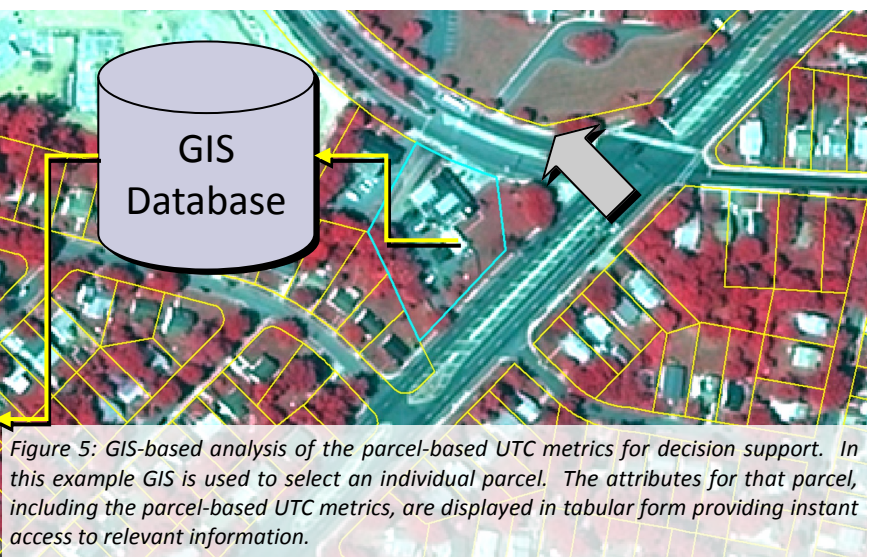 GIS
Database
Figure 5: GIS-based analysis of the parcel-based UTC metrics for decision support. In
this example GIS is used to select an individual parcel. The attributes for that parcel,
including the parcel-based UTC metrics, are displayed in tabular form providing instant
access to relevant information.